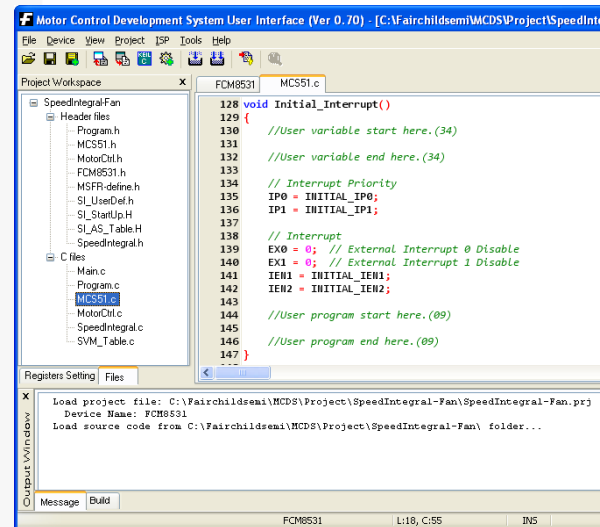 Motor Control Development System User Interface (Ver 0.70) - [C:\Fairchildsemi\MCDS\Project\SpeedInte
File Device View Project ISP Tools Help
KEIL C
Project Workspace X
FCM8531 MCS51.c
SpeedIntegral-Fan
Header files
Program.h
MCS51.h
MotorCtrl.h
FCM8531.h
MSFR-define.h
SI_UserDef.h
SI_StartUp.H
SI_AS_Table.H
SpeedIntegral.h
C files
Main.c
Program.c
MCS51.c
MotorCtrl.c
SpeedIntegral.c
SVM_Table.c
Registers Setting Files
128 void Initial_Interrupt()
129 {
130 //User variable start here.(34)
131
132 //User variable end here.(34)
133
134 // Interrupt Priority
135 IP0 = INITIAL_IP0;
136 IP1 = INITIAL_IP1;
137
138 // Interrupt
139 EX0 = 0; // External Interrupt 0 Disable
140 EX1 = 0; // External Interrupt 1 Disable
141 IEN1 = INITIAL_IEN1;
142 IEN2 = INITIAL_IEN2;
143
144 //User program start here.(09)
145
146 //User program end here.(09)
147 }
X
Output Window
Load project file: C:\Fairchildsemi\MCDS\Project\SpeedIntegral-Fan\SpeedIntegral-Fan.prj
Device Name: FCM8531
Load source code from C:\Fairchildsemi\MCDS\Project\SpeedIntegral-Fan\ folder...
Message Build
FCM8531 L:18, C:55 INS